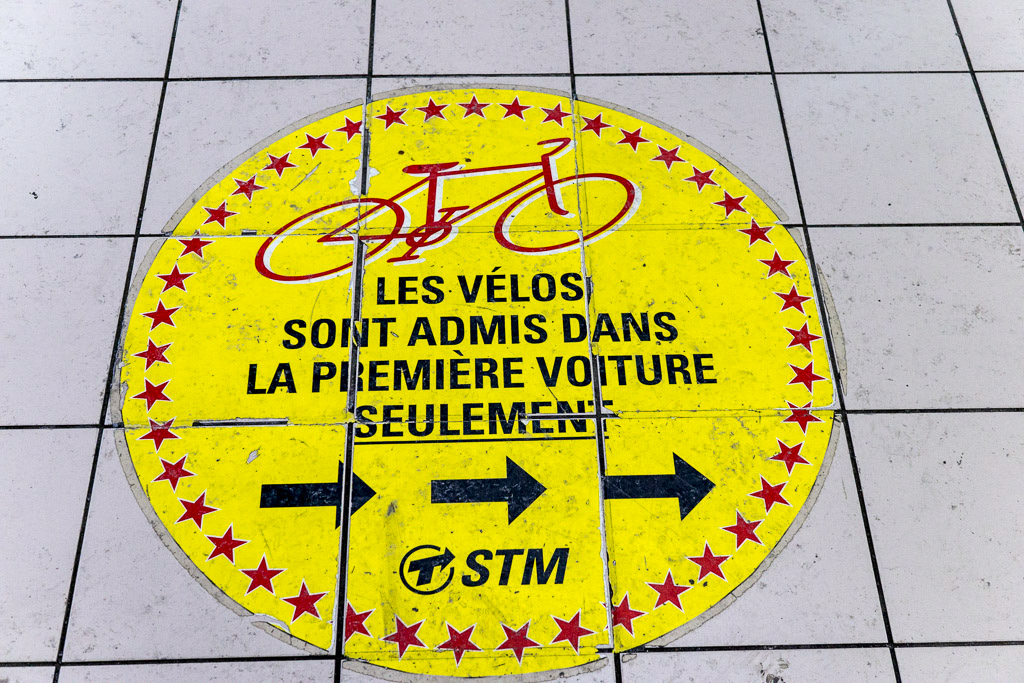 LES VÉLOS
SONT ADMIS DANS
LA PREMIÈRE VOITURE
SEULEMENT
STM